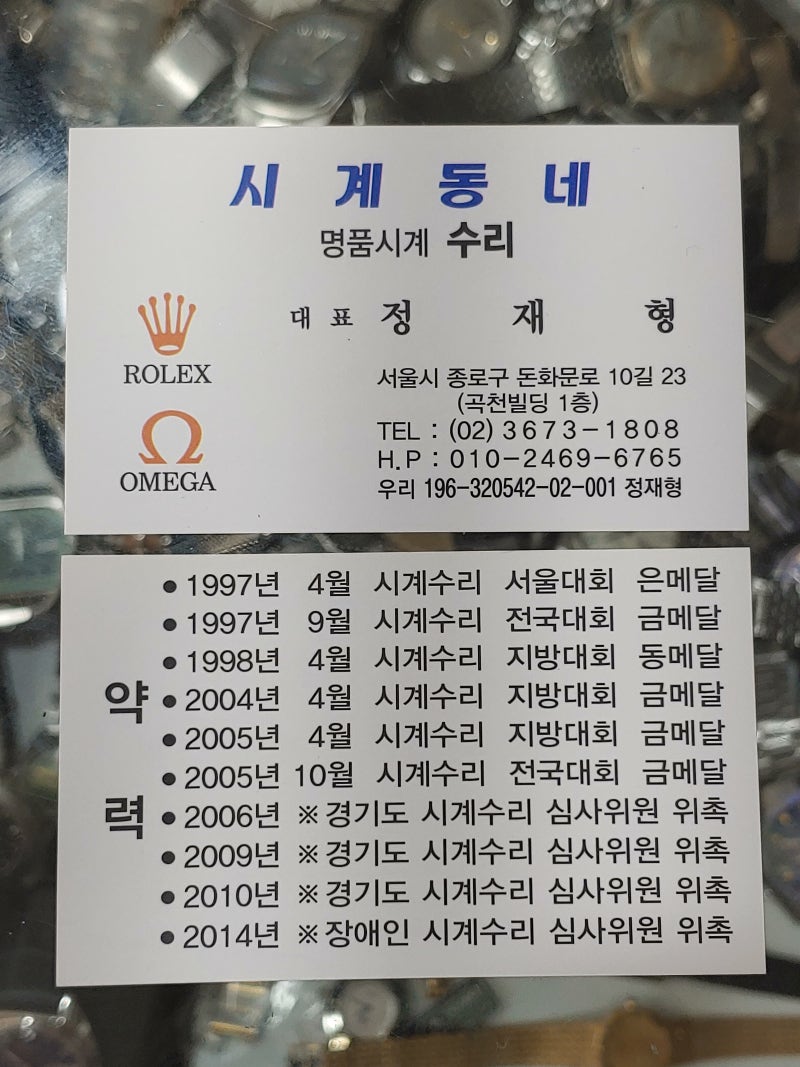 시계동네
명품시계 수리
대표 정재형
ROLEX
OMEGA
서울시 종로구 돈화문로 10길 23
(곡천빌딩 1층)
TEL : (02) 3673-1808
H.P : 010-2469-6765
우리 196-320542-02-001 정재형
약력
● 1997년 4월 시계수리 서울대회 은메달
● 1997년 9월 시계수리 전국대회 금메달
● 1998년 4월 시계수리 지방대회 동메달
● 2004년 4월 시계수리 지방대회 금메달
● 2005년 4월 시계수리 지방대회 금메달
● 2005년 10월 시계수리 전국대회 금메달
● 2006년 ※경기도 시계수리 심사위원 위촉
● 2009년 ※경기도 시계수리 심사위원 위촉
● 2010년 ※경기도 시계수리 심사위원 위촉
● 2014년 ※장애인 시계수리 심사위원 위촉